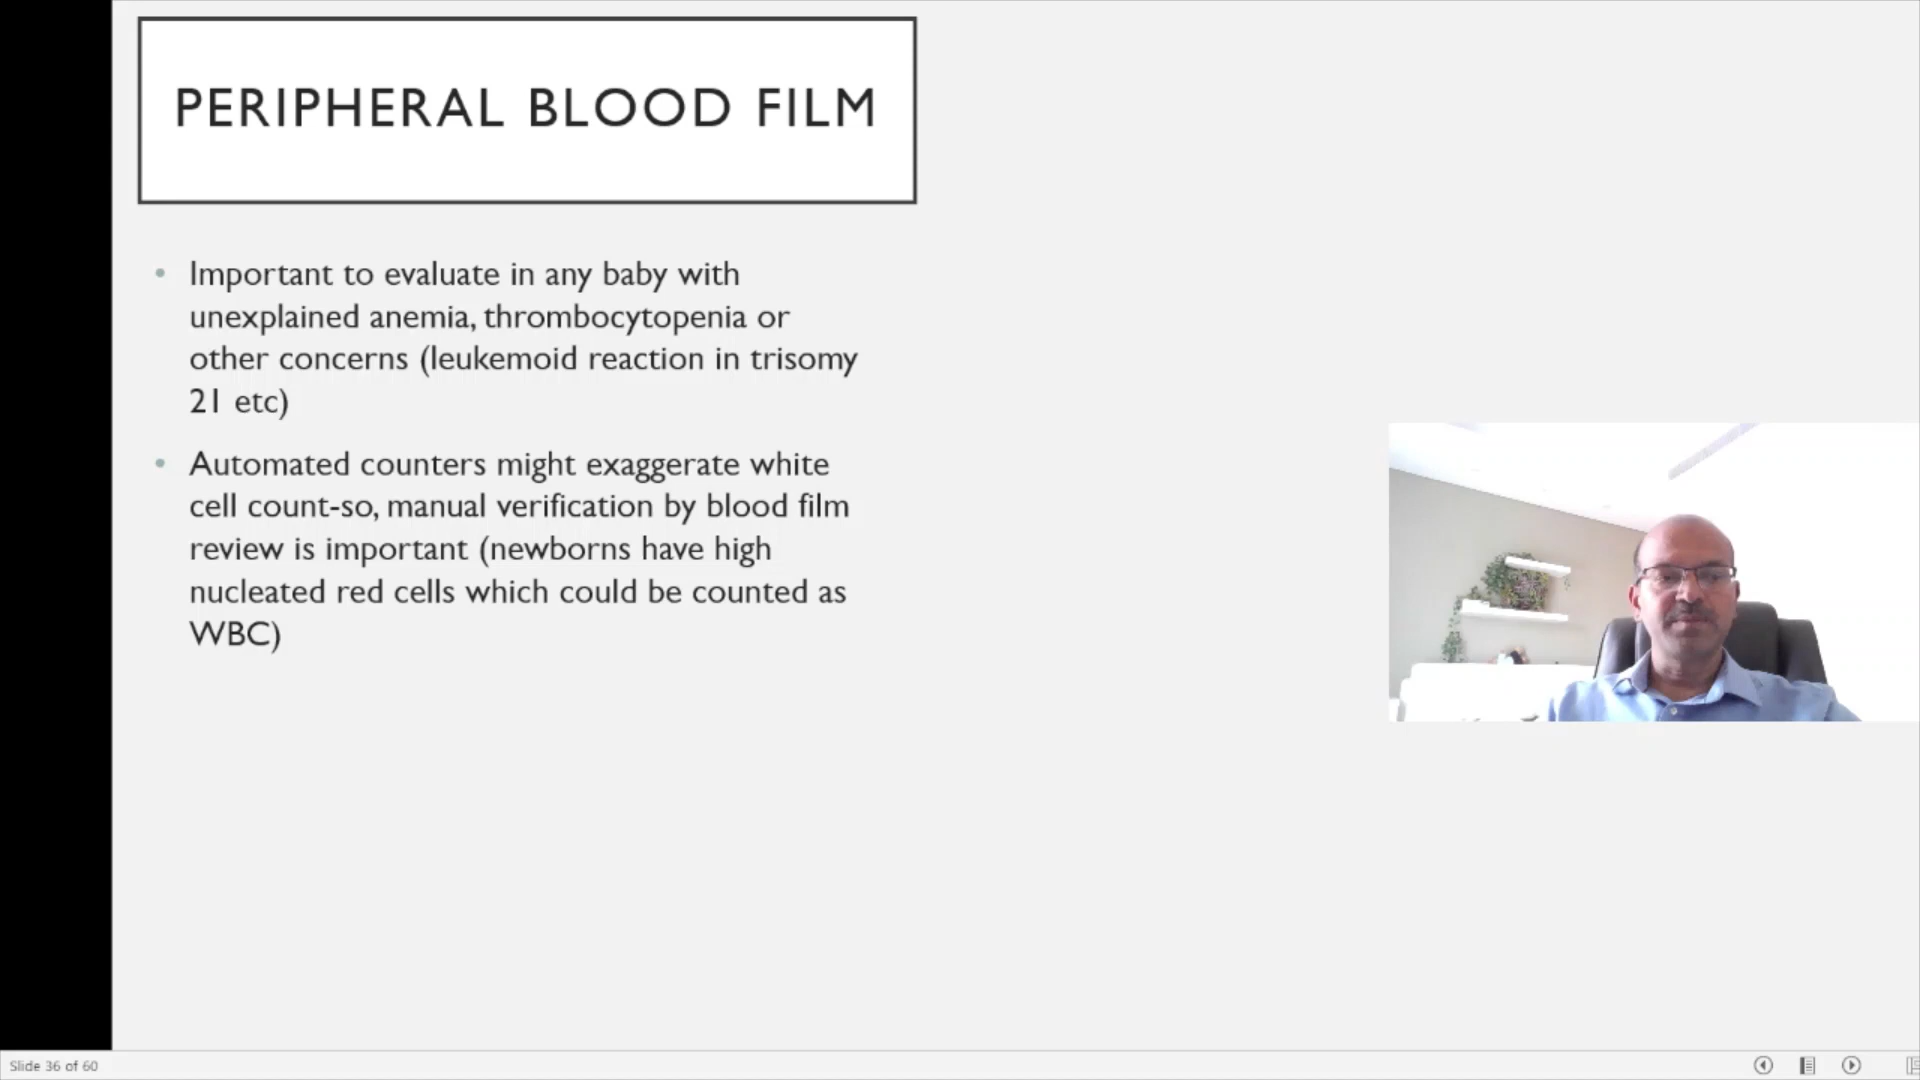 PERIPHERAL BLOOD FILM
• Important to evaluate in any baby with
unexplained anemia, thrombocytopenia or
other concerns (leukemoid reaction in trisomy
21 etc)
• Automated counters might exaggerate white
cell count-so, manual verification by blood film
review is important (newborns have high
nucleated red cells which could be counted as
WBC)
Slide 36 of 60